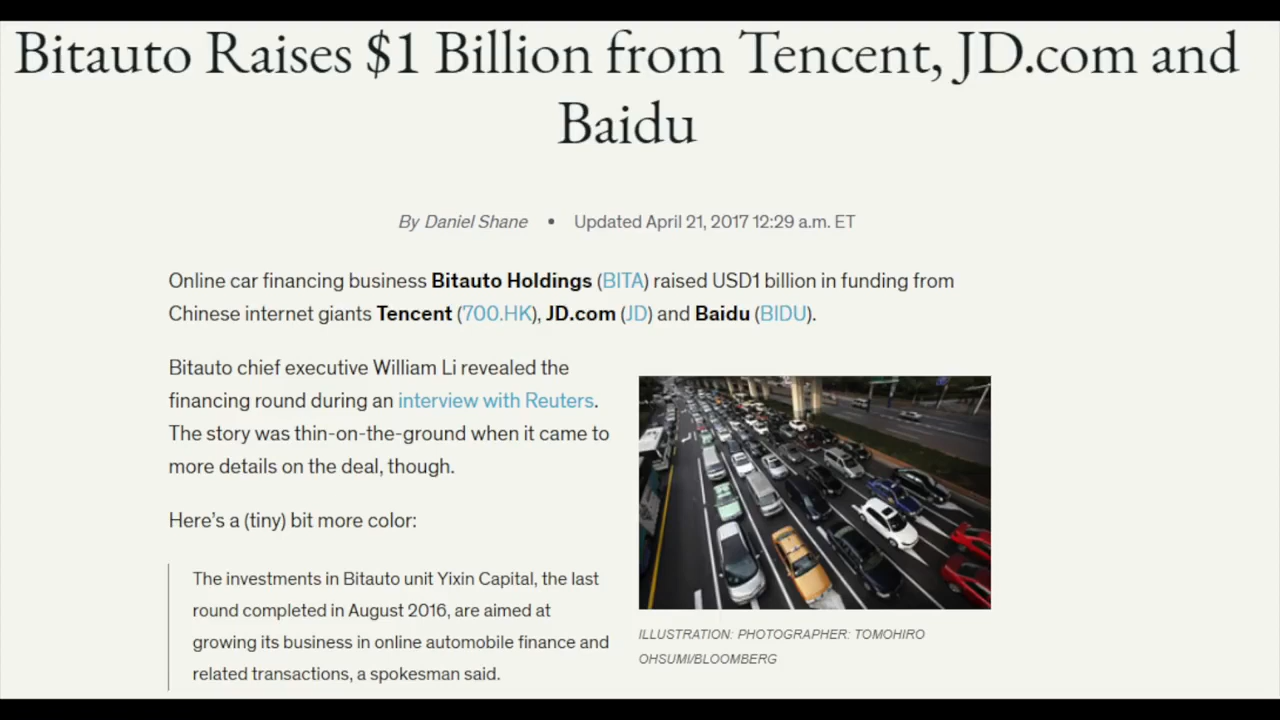 Bitauto Raises $1 Billion from Tencent, JD.com and
Baidu
By Daniel Shane • Updated April 21, 2017 12:29 a.m. ET
Online car financing business Bitauto Holdings (BITA) raised USD1 billion in funding from
Chinese internet giants Tencent (700.HK), JD.com (JD) and Baidu (BIDU).
Bitauto chief executive William Li revealed the
financing round during an interview with Reuters.
The story was thin-on-the-ground when it came to
more details on the deal, though.
Here's a (tiny) bit more color:
The investments in Bitauto unit Yixin Capital, the last
round completed in August 2016, are aimed at
growing its business in online automobile finance and
related transactions, a spokesman said.
ILLUSTRATION: PHOTOGRAPHER: TOMOHIRO
OHSUMI/BLOOMBERG